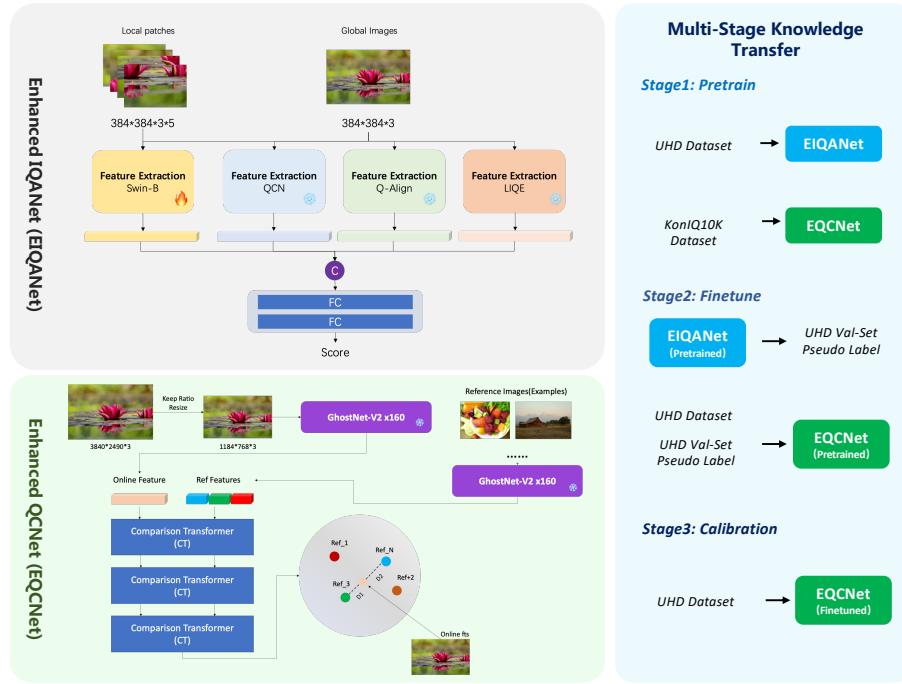 Enhanced IQANet (EIQANet)
Local patches
Global Images
384*384*3*5
384*384*3
Feature Extraction
Swin-B
Feature Extraction
QCN
Feature Extraction
Q-Align
Feature Extraction
LIQE
C
FC
FC
Score
Enhanced QCNet (EQCNet)
Keep Ratio
Resize
3840*2490*3
1184*768*3
GhostNet-V2 x160
Reference Images(Examples)
......
GhostNet-V2 x160
Online Feature
Ref Features
Comparison Transformer
(CT)
Comparison Transformer
(CT)
Comparison Transformer
(CT)
Ref_1
Ref_N
Ref_3
D2
D1
Ref+2
Online fts
Multi-Stage Knowledge
Transfer
Stage1: Pretrain
UHD Dataset
EIQANet
KonIQ10K
Dataset
EQCNet
Stage2: Finetune
EIQANet
(Pretrained)
UHD Val-Set
Pseudo Label
UHD Dataset
UHD Val-Set
Pseudo Label
EQCNet
(Pretrained)
Stage3: Calibration
UHD Dataset
EQCNet
(Finetuned)